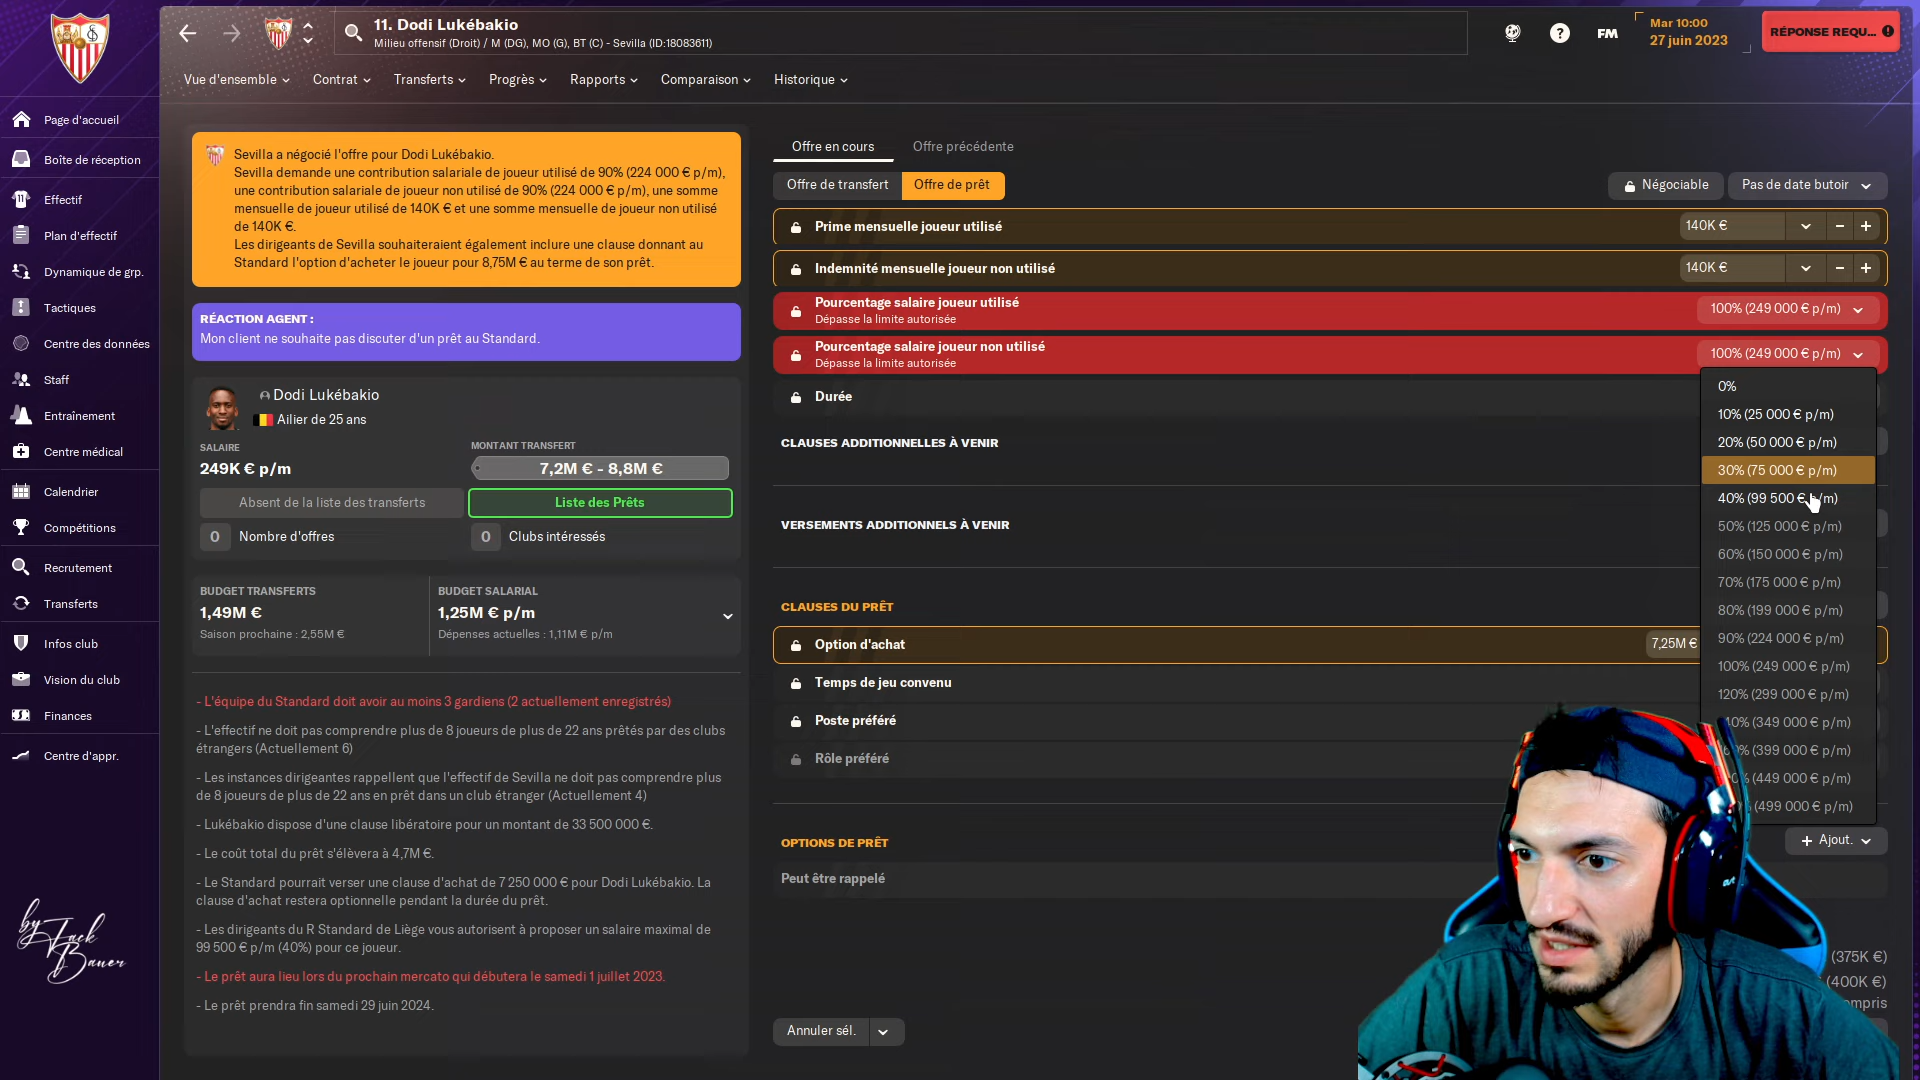 11. Dodi Lukébakio
Milieu offensif (Droit) / M (DG), MO (G), BT (C) - Sevilla (ID:18083611)
FM
Mar 10:00
27 juin 2023
RÉPONSE REQU...
Vue d'ensemble
Contrat
Transferts
Progrès
Rapports
Comparaison
Historique
Page d'accueil
Boîte de réception
Effectif
Plan d'effectif
Dynamique de grp.
Tactiques
Centre des données
Staff
Entraînement
Centre médical
Calendrier
Compétitions
Recrutement
Transferts
Infos club
Vision du club
Finances
Centre d'appr.
by Jack Bauer
Sevilla a négocié l'offre pour Dodi Lukébakio.
Sevilla demande une contribution salariale de joueur utilisé de 90% (224 000 € p/m),
une contribution salariale de joueur non utilisé de 90% (224 000 € p/m), une somme
mensuelle de joueur utilisé de 140K € et une somme mensuelle de joueur non utilisé
de 140K €.
Les dirigeants de Sevilla souhaiteraient également inclure une clause donnant au
Standard l'option d'acheter le joueur pour 8,75M € au terme de son prêt.
RÉACTION AGENT :
Mon client ne souhaite pas discuter d'un prêt au Standard.
Dodi Lukébakio
Ailier de 25 ans
SALAIRE
249K € p/m
MONTANT TRANSFERT
7,2M € - 8,8M €
Absent de la liste des transferts
Liste des Prêts
0 Nombre d'offres
0 Clubs intéressés
BUDGET TRANSFERTS
1,49M €
Saison prochaine : 2,55M €
BUDGET SALARIAL
1,25M € p/m
Dépenses actuelles : 1,11M € p/m
- L'équipe du Standard doit avoir au moins 3 gardiens (2 actuellement enregistrés)
- L'effectif ne doit pas comprendre plus de 8 joueurs de plus de 22 ans prêtés par des clubs
étrangers (Actuellement 6)
- Les instances dirigeantes rappellent que l'effectif de Sevilla ne doit pas comprendre plus
de 8 joueurs de plus de 22 ans en prêt dans un club étranger (Actuellement 4)
- Lukébakio dispose d'une clause libératoire pour un montant de 33 500 000 €.
- Le coût total du prêt s'élèvera à 4,7M €.
- Le Standard pourrait verser une clause d'achat de 7 250 000 € pour Dodi Lukébakio. La
clause d'achat restera optionnelle pendant la durée du prêt.
- Les dirigeants du R Standard de Liège vous autorisent à proposer un salaire maximal de
99 500 € p/m (40%) pour ce joueur.
- Le prêt aura lieu lors du prochain mercato qui débutera le samedi 1 juillet 2023.
- Le prêt prendra fin samedi 29 juin 2024.
Offre en cours
Offre précédente
Offre de transfert
Offre de prêt
Négociable
Pas de date butoir
Prime mensuelle joueur utilisé
140K €
Indemnité mensuelle joueur non utilisé
140K €
Pourcentage salaire joueur utilisé
Dépasse la limite autorisée
100% (249 000 € p/m)
Pourcentage salaire joueur non utilisé
Dépasse la limite autorisée
100% (249 000 € p/m)
Durée
CLAUSES ADDITIONNELLES À VENIR
VERSEMENTS ADDITIONNELS À VENIR
CLAUSES DU PRÊT
Option d'achat
7,25M €
Temps de jeu convenu
Poste préféré
Rôle préféré
OPTIONS DE PRÊT
Peut être rappelé
0%
10% (25 000 € p/m)
20% (50 000 € p/m)
30% (75 000 € p/m)
40% (99 500 € p/m)
50% (125 000 € p/m)
60% (150 000 € p/m)
70% (175 000 € p/m)
80% (199 000 € p/m)
90% (224 000 € p/m)
100% (249 000 € p/m)
120% (299 000 € p/m)
40% (349 000 € p/m)
(399 000 € p/m)
(449 000 € p/m)
(499 000 € p/m)
+ Ajout.
(375K €)
(400K €)
Annuler sél.